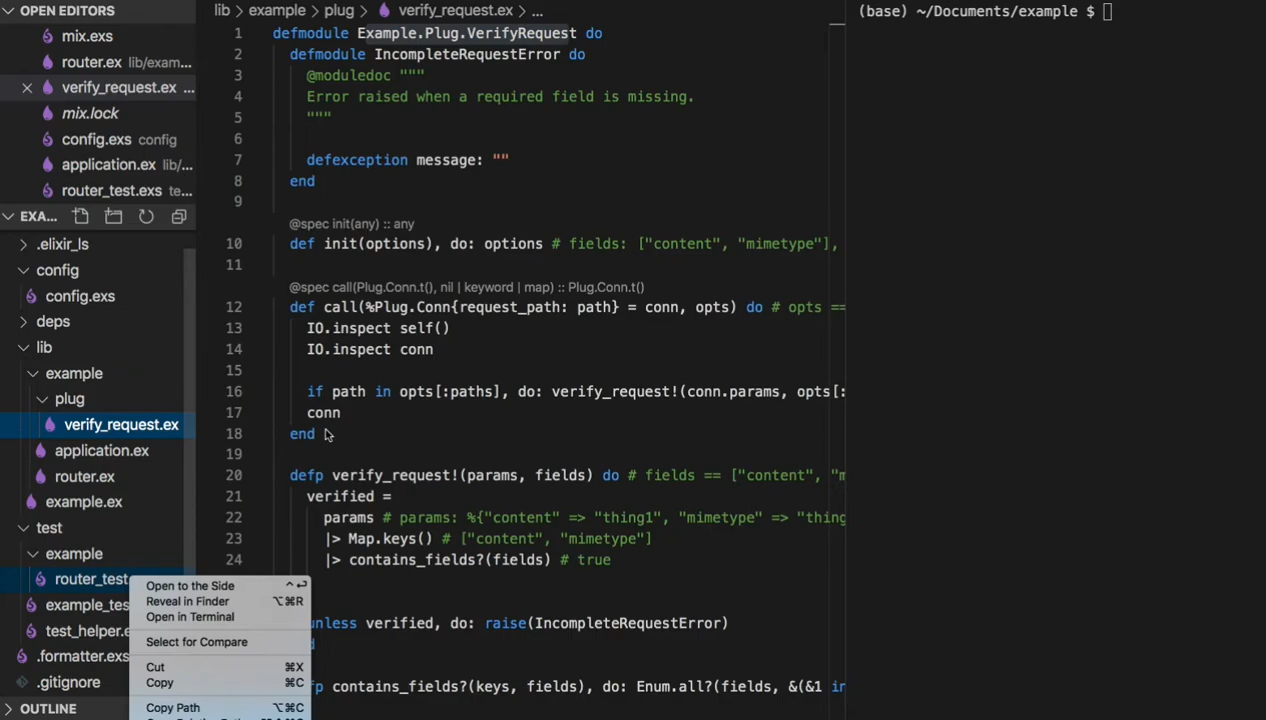 OPEN EDITORS
mix.exs
router.ex lib/exam...
verify_request.ex ...
mix.lock
config.exs config
application.ex lib/...
router_test.exs te...
EXA...
.elixir_ls
config
config.exs
deps
lib
example
plug
verify_request.ex
application.ex
router.ex
example.ex
test
example
router_test
example_te
test_helper.e
.formatter.exs
.gitignore
OUTLINE
lib > example > plug > verify_request.ex > ...
1 defmodule Example.Plug.VerifyRequest do
2 defmodule IncompleteRequestError do
3 @moduledoc """
4 Error raised when a required field is missing.
5 """
6
7 defexception message: ""
8 end
9
@spec init(any) :: any
10 def init(options), do: options # fields: ["content", "mimetype"],
11
@spec call(Plug.Conn.t(), nil | keyword | map) :: Plug.Conn.t()
12 def call(%Plug.Conn{request_path: path} = conn, opts) do # opts ==
13 IO.inspect self()
14 IO.inspect conn
15
16 if path in opts[:paths], do: verify_request!(conn.params, opts[:
17 conn
18 end
19
20 defp verify_request!(params, fields) do # fields == ["content", "m
21 verified =
22 params # params: %{"content" => "thing1", "mimetype" => "thing
23 |> Map.keys() # ["content", "mimetype"]
24 |> contains_fields?(fields) # true
unless verified, do: raise(IncompleteRequestError)
fp contains_fields?(keys, fields), do: Enum.all?(fields, &(&1 in
Open to the Side ^⏎
Reveal in Finder ⌥⌘R
Open in Terminal
Select for Compare
Cut ⌘X
Copy ⌘C
Copy Path ⌥⌘C
(base) ~/Documents/example $